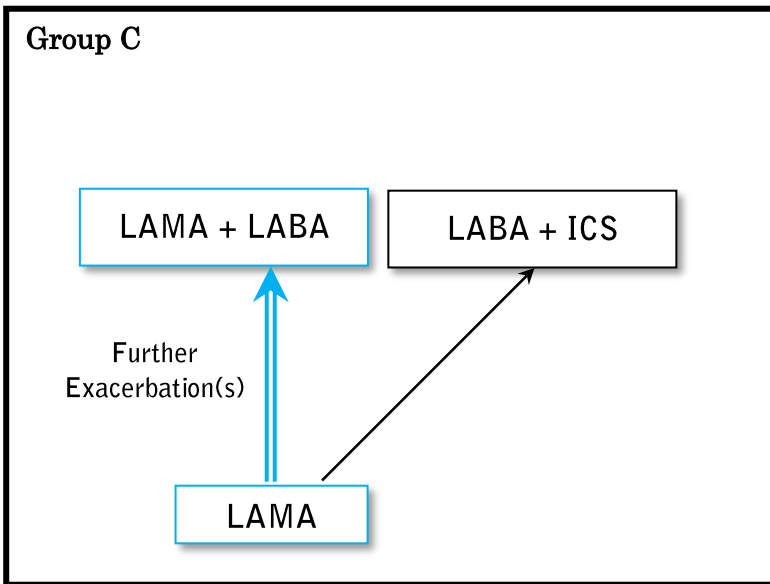 Group C
LAMA + LABA
LABA + ICS
Further
Exacerbation(s)
LAMA